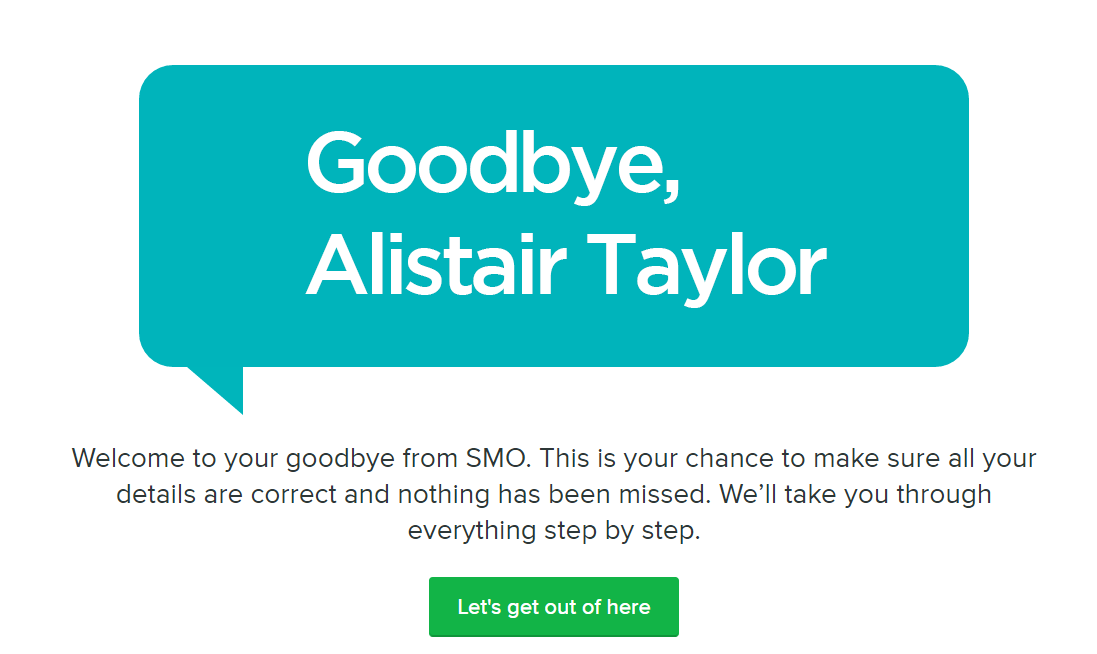 Goodbye,
Alistair Taylor
Welcome to your goodbye from SMO. This is your chance to make sure all your
details are correct and nothing has been missed. We’ll take you through
everything step by step.
Let's get out of here